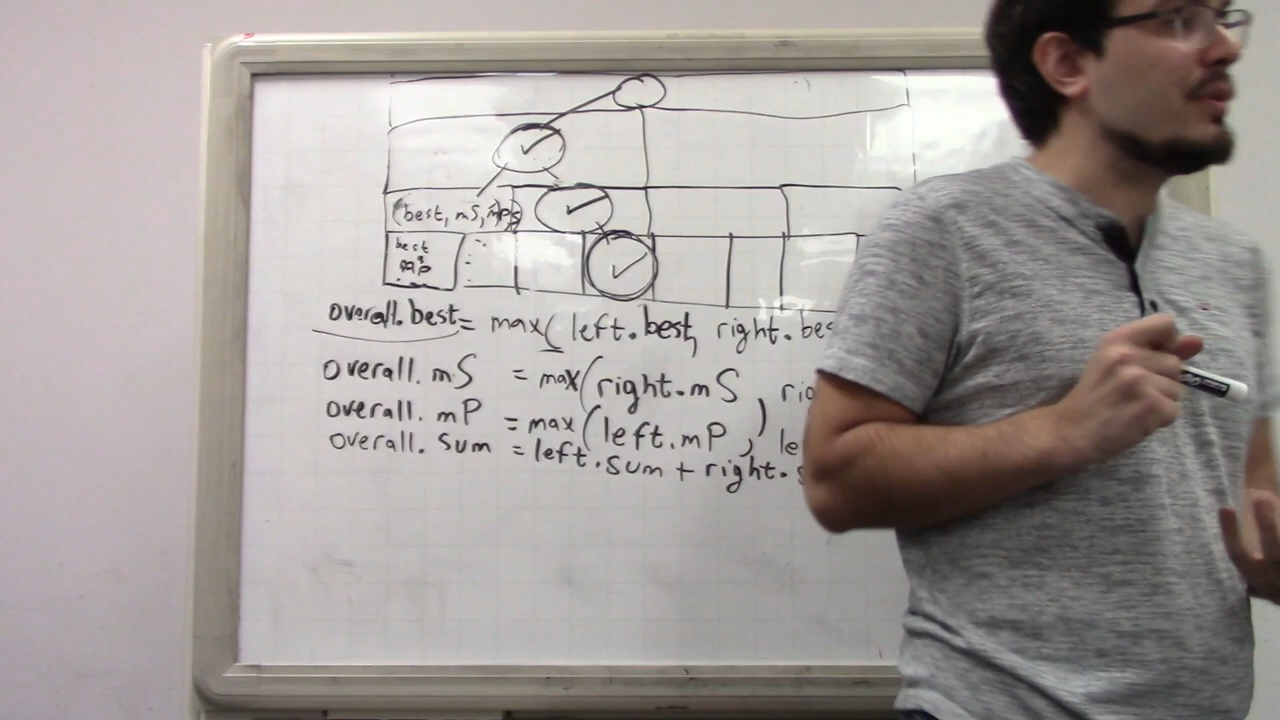 (best, mS, mP, s)
best
mP
overall.best = max( left.best, right.bes
overall. mS = max( right.mS , rig
overall. mP = max( left.mP , le
overall. sum = left.sum + right. s